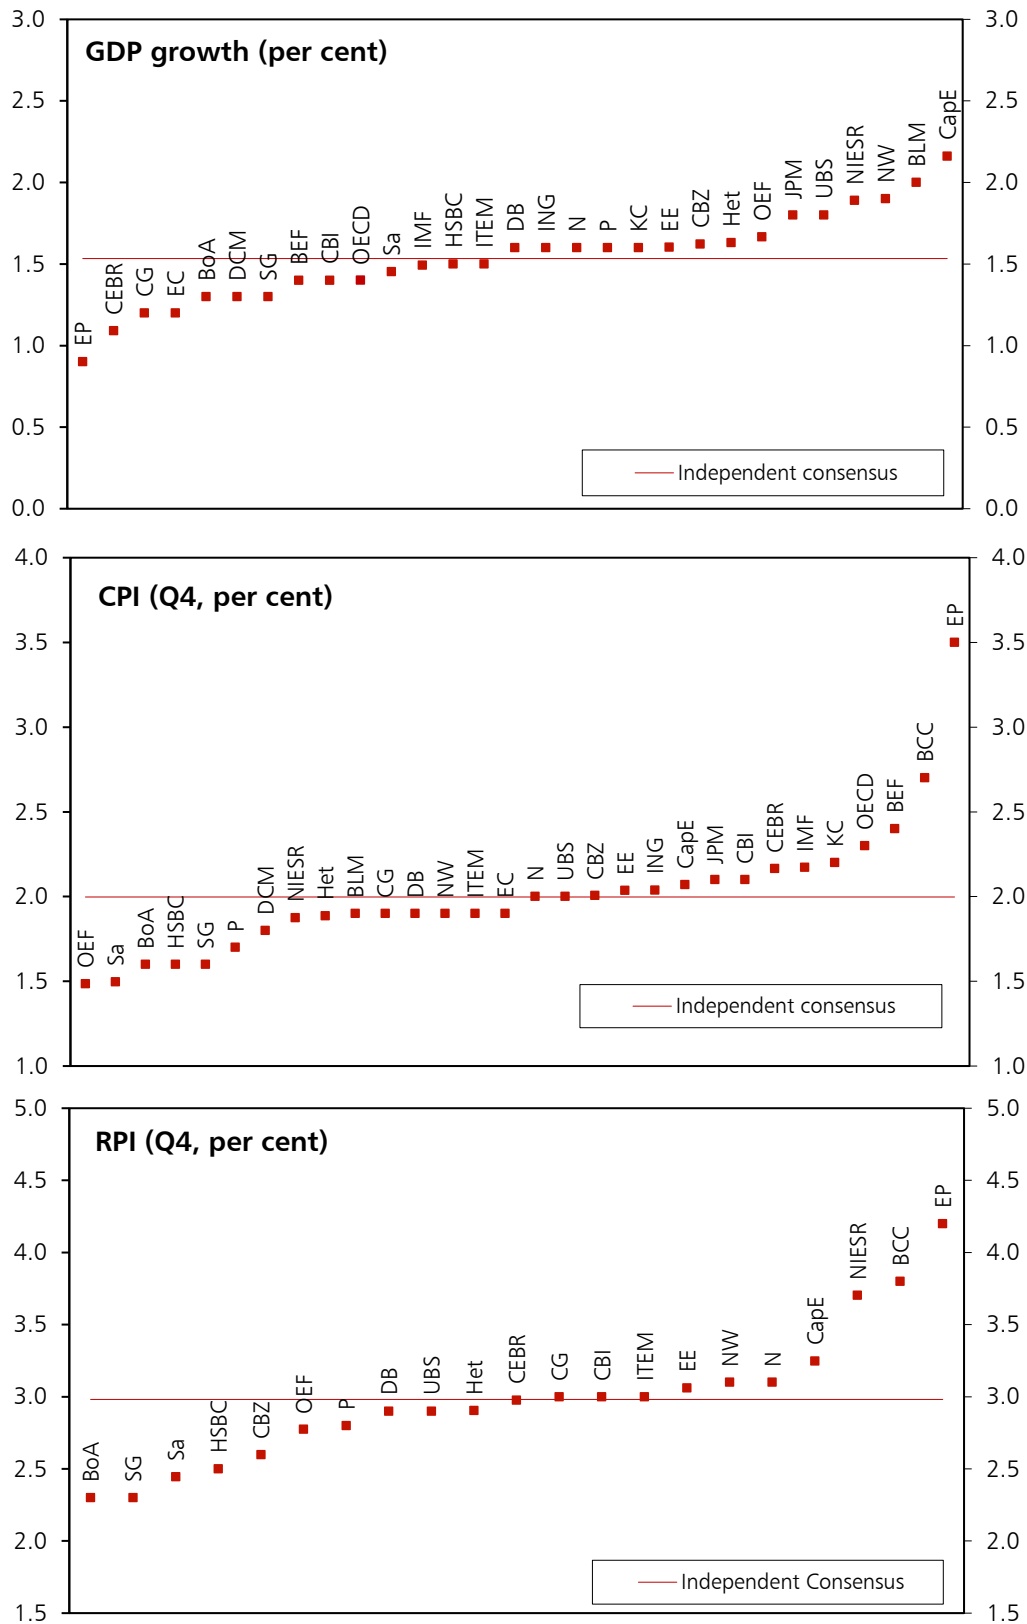 GDP growth (per cent)
3.0
2.5
2.0
1.5
1.0
0.5
0.0
3.0
2.5
2.0
1.5
1.0
0.5
0.0
EP
CEBR
CG
EC
BoA
DCM
SG
BEF
CBI
OECD
Sa
IMF
HSBC
ITEM
DB
ING
N
P
KC
EE
CBZ
Het
OEF
JPM
UBS
NIESR
NW
BLM
CapE
Independent consensus
CPI (Q4, per cent)
4.0
3.5
3.0
2.5
2.0
1.5
1.0
4.0
3.5
3.0
2.5
2.0
1.5
1.0
OEF
Sa
BoA
HSBC
SG
P
DCM
NIESR
Het
BLM
CG
DB
NW
ITEM
EC
N
UBS
CBZ
EE
ING
CapE
JPM
CBI
CEBR
IMF
KC
OECD
BEF
BCC
EP
Independent consensus
RPI (Q4, per cent)
5.0
4.5
4.0
3.5
3.0
2.5
2.0
1.5
5.0
4.5
4.0
3.5
3.0
2.5
2.0
1.5
BoA
SG
Sa
HSBC
CBZ
OEF
P
DB
UBS
Het
CEBR
CG
CBI
ITEM
EE
NW
N
CapE
NIESR
BCC
EP
Independent Consensus